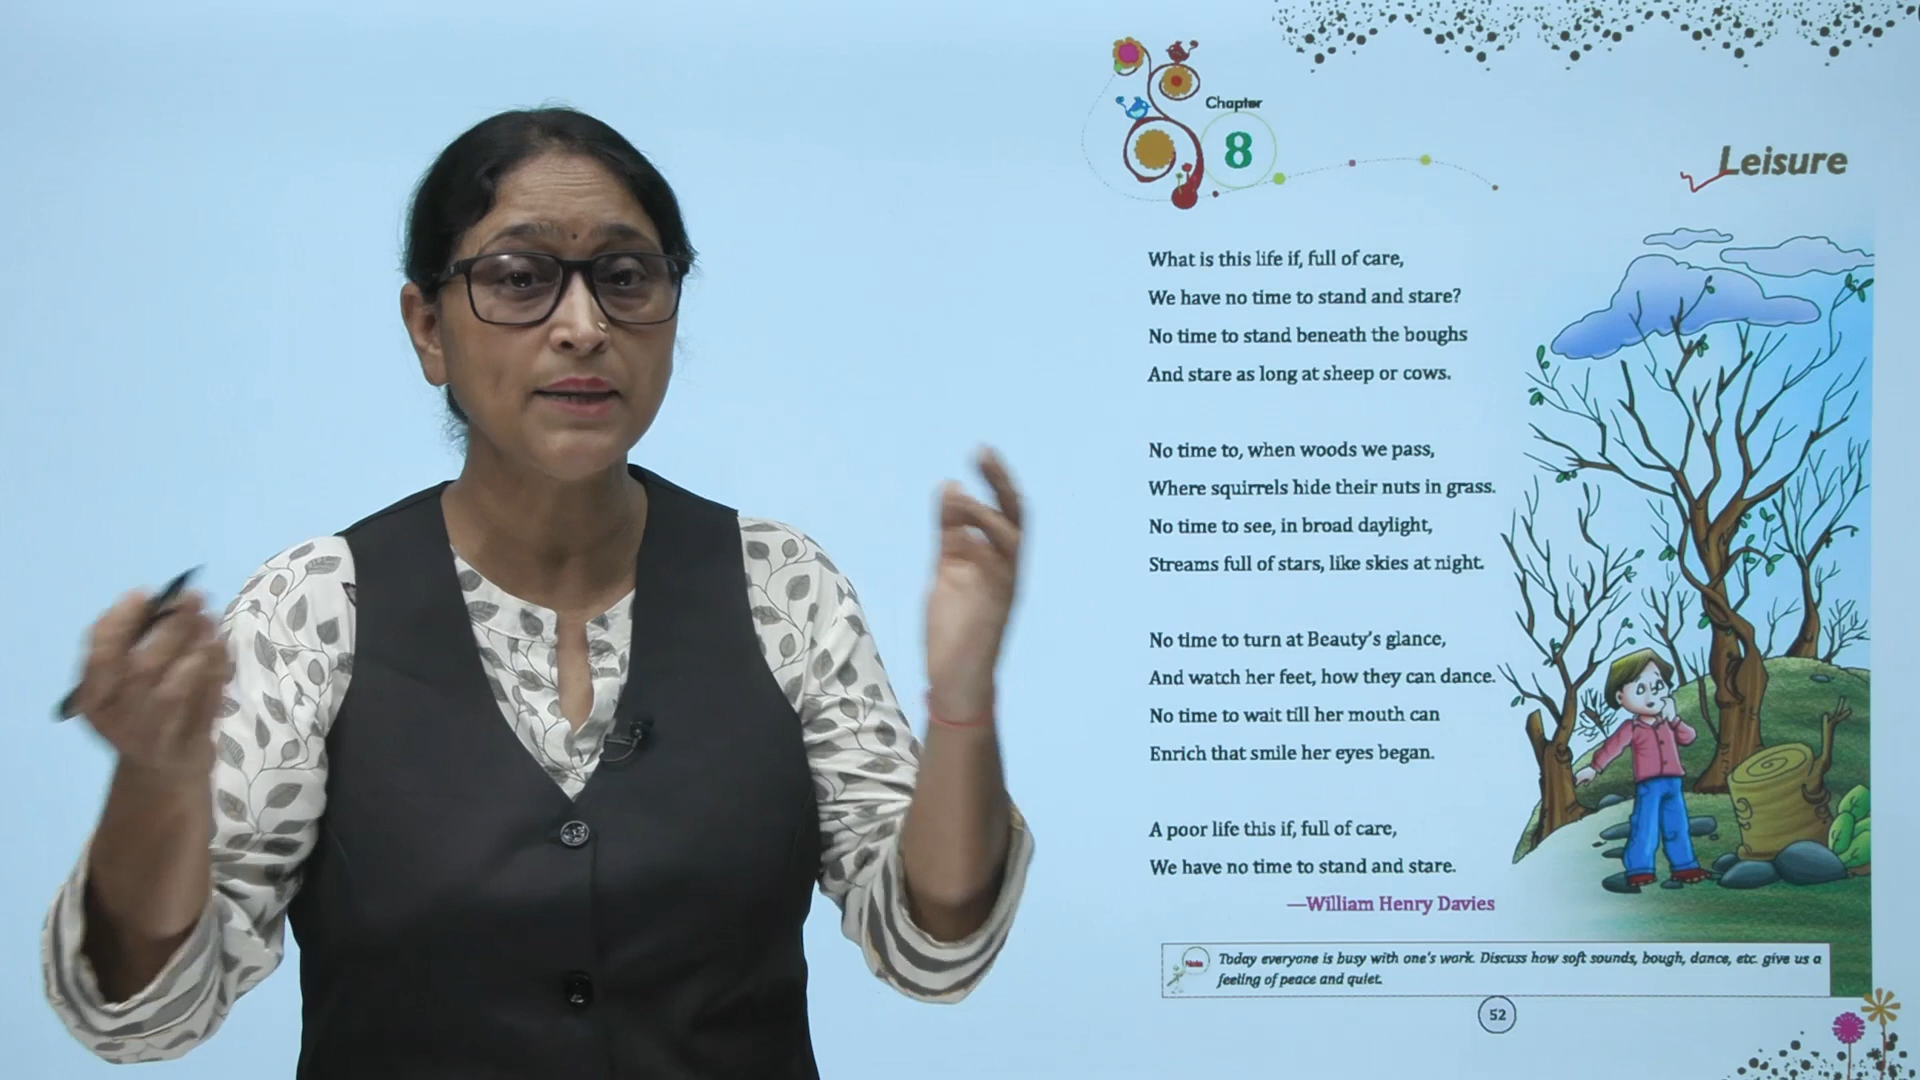 Chapter
8
Leisure
What is this life if, full of care,
We have no time to stand and stare?
No time to stand beneath the boughs
And stare as long at sheep or cows.
No time to, when woods we pass,
Where squirrels hide their nuts in grass.
No time to see, in broad daylight,
Streams full of stars, like skies at night.
No time to turn at Beauty's glance,
And watch her feet, how they can dance.
No time to wait till her mouth can
Enrich that smile her eyes began.
A poor life this if, full of care,
We have no time to stand and stare.
—William Henry Davies
Note
Today everyone is busy with one's work. Discuss how soft sounds, bough, dance, etc. give us a
feeling of peace and quiet.
52